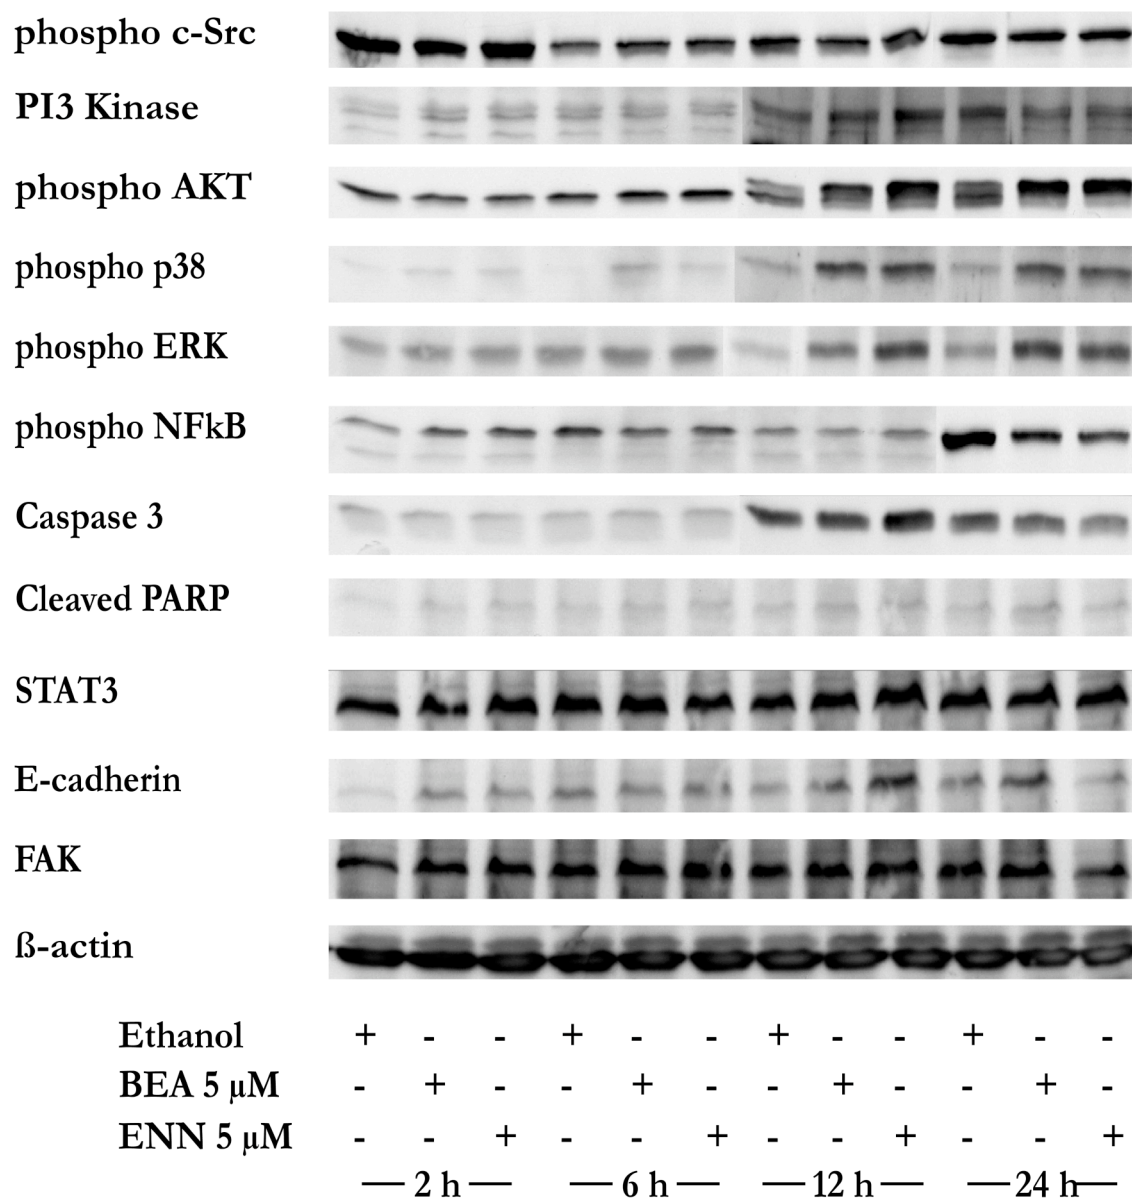 phospho c-Src
PI3 Kinase
phospho AKT
phospho p38
phospho ERK
phospho NFkB
Caspase 3
Cleaved PARP
STAT3
E-cadherin
FAK
ß-actin
Ethanol + - - + - - + - - + - -
BEA 5 µM - + - - + - - + - - + -
ENN 5 µM - - + - - + - - + - - +
2 h 6 h 12 h 24 h